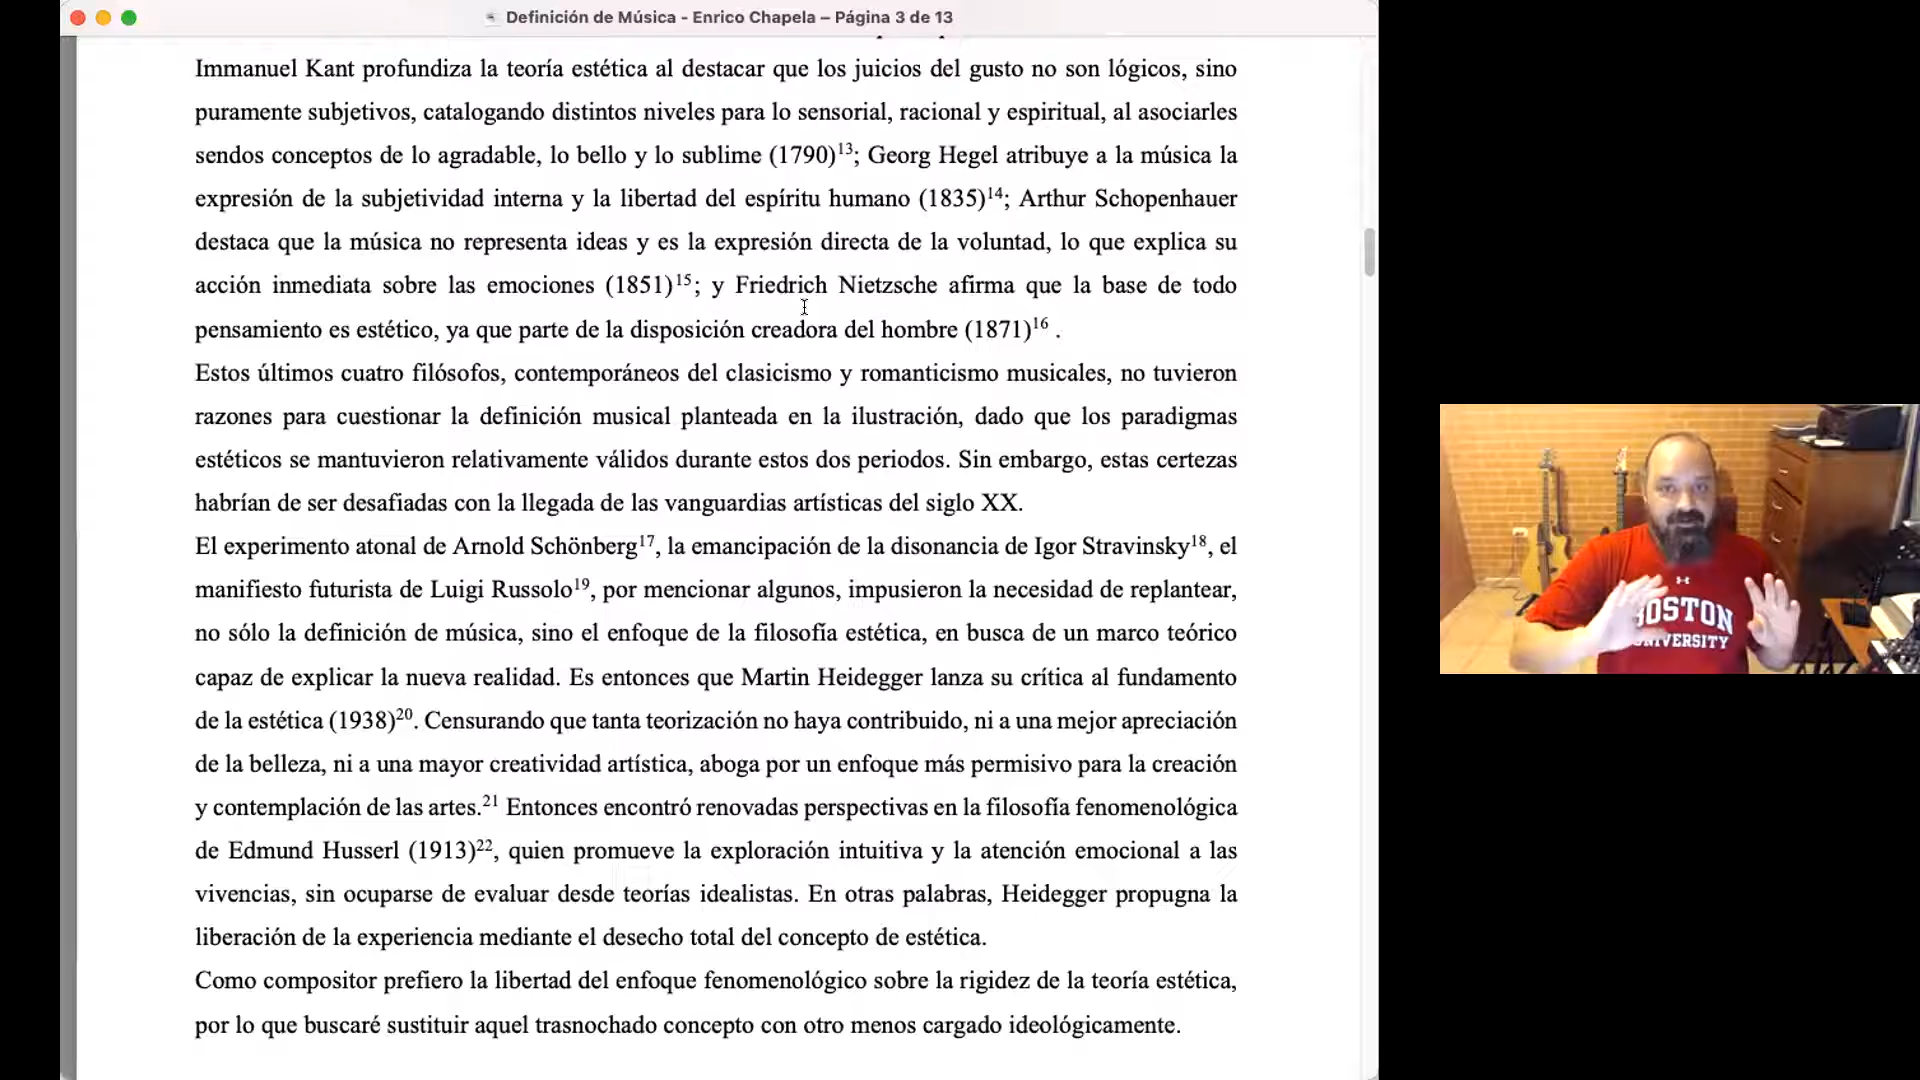 Definición de Música - Enrico Chapela – Página 3 de 13
Immanuel Kant profundiza la teoría estética al destacar que los juicios del gusto no son lógicos, sino
puramente subjetivos, catalogando distintos niveles para lo sensorial, racional y espiritual, al asociarles
sendos conceptos de lo agradable, lo bello y lo sublime (1790)13; Georg Hegel atribuye a la música la
expresión de la subjetividad interna y la libertad del espíritu humano (1835)14; Arthur Schopenhauer
destaca que la música no representa ideas y es la expresión directa de la voluntad, lo que explica su
acción inmediata sobre las emociones (1851)15; y Friedrich Nietzsche afirma que la base de todo
pensamiento es estético, ya que parte de la disposición creadora del hombre (1871)16 .
Estos últimos cuatro filósofos, contemporáneos del clasicismo y romanticismo musicales, no tuvieron
razones para cuestionar la definición musical planteada en la ilustración, dado que los paradigmas
estéticos se mantuvieron relativamente válidos durante estos dos periodos. Sin embargo, estas certezas
habrían de ser desafiadas con la llegada de las vanguardias artísticas del siglo XX.
El experimento atonal de Arnold Schönberg17, la emancipación de la disonancia de Igor Stravinsky18, el
manifiesto futurista de Luigi Russolo19, por mencionar algunos, impusieron la necesidad de replantear,
no sólo la definición de música, sino el enfoque de la filosofía estética, en busca de un marco teórico
capaz de explicar la nueva realidad. Es entonces que Martin Heidegger lanza su crítica al fundamento
de la estética (1938)20. Censurando que tanta teorización no haya contribuido, ni a una mejor apreciación
de la belleza, ni a una mayor creatividad artística, aboga por un enfoque más permisivo para la creación
y contemplación de las artes.21 Entonces encontró renovadas perspectivas en la filosofía fenomenológica
de Edmund Husserl (1913)22, quien promueve la exploración intuitiva y la atención emocional a las
vivencias, sin ocuparse de evaluar desde teorías idealistas. En otras palabras, Heidegger propugna la
liberación de la experiencia mediante el desecho total del concepto de estética.
Como compositor prefiero la libertad del enfoque fenomenológico sobre la rigidez de la teoría estética,
por lo que buscaré sustituir aquel trasnochado concepto con otro menos cargado ideológicamente.
BOSTON
UNIVERSITY